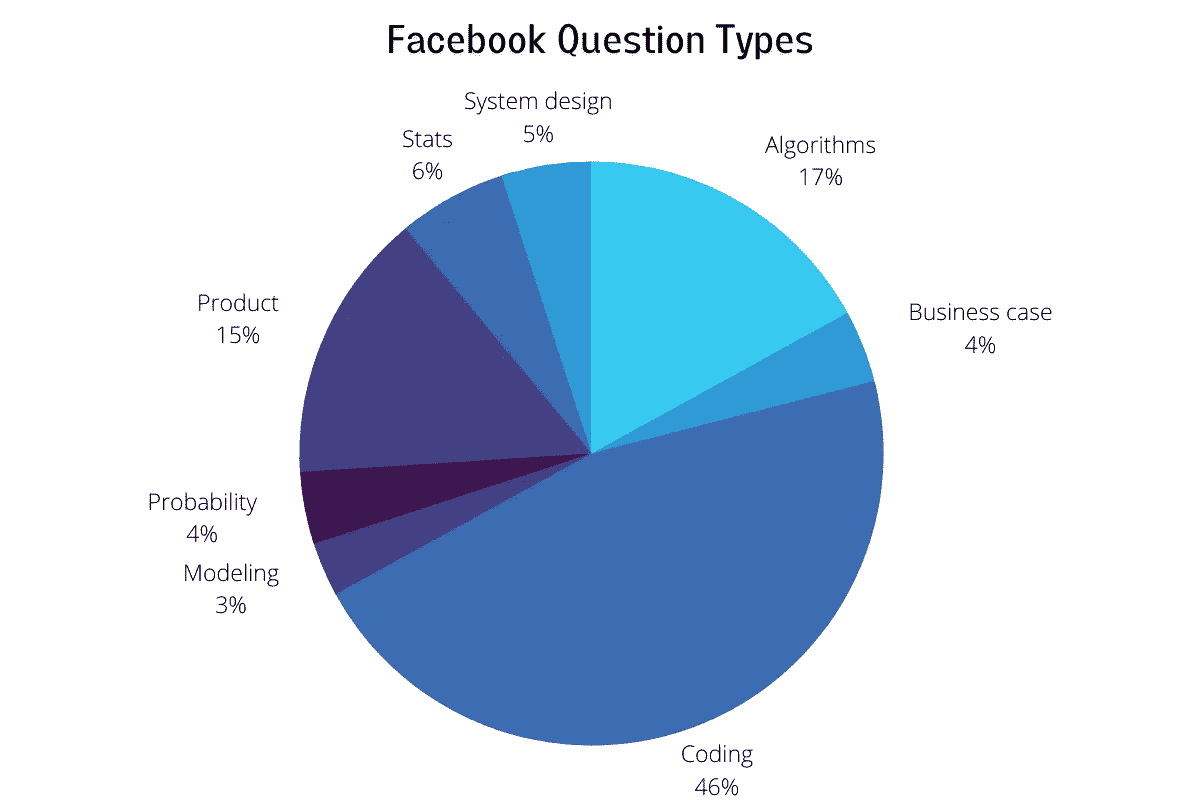 Facebook Question Types
System design
5%
Stats
6%
Algorithms
17%
Product
15%
Business case
4%
Probability
4%
Modeling
3%
Coding
46%